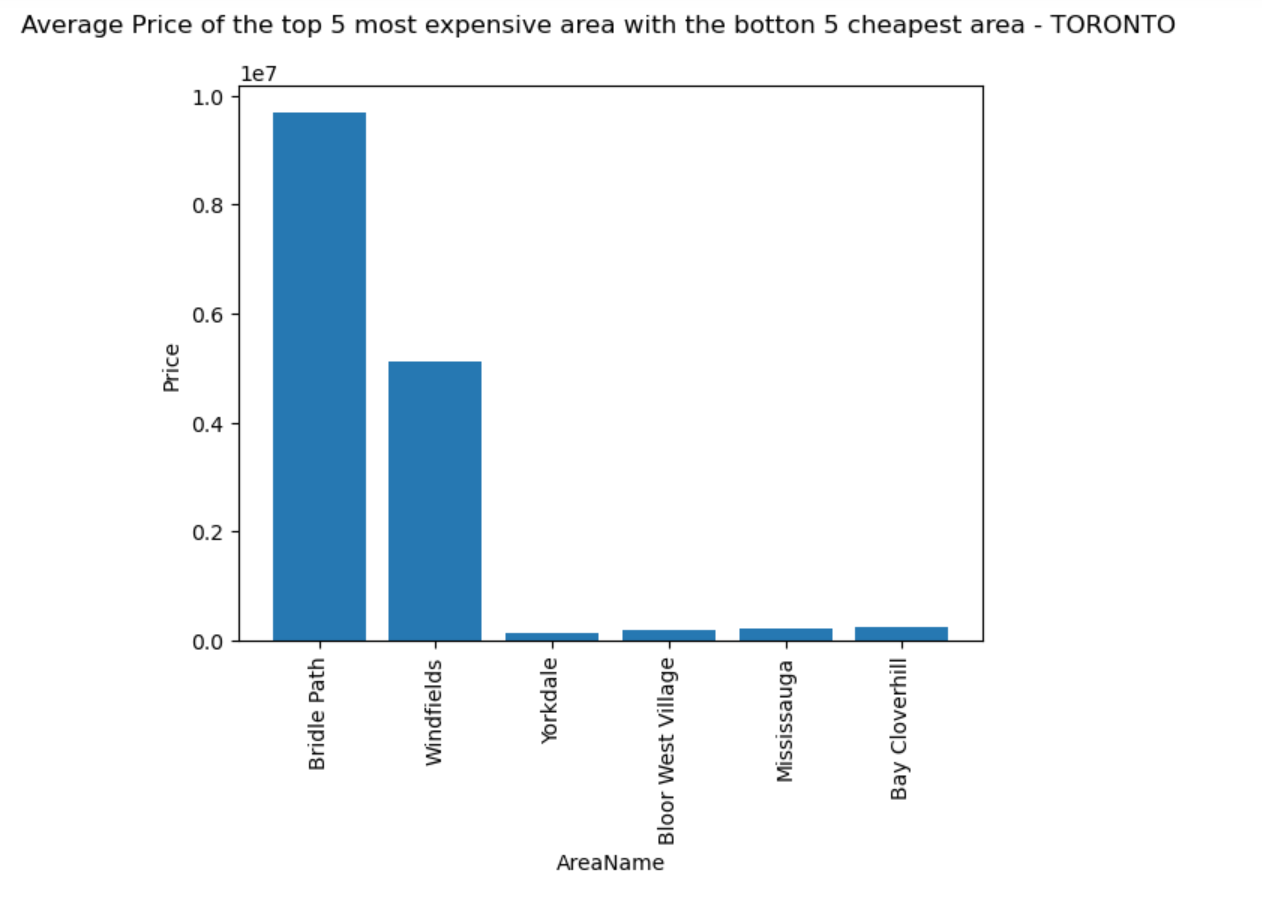 Average Price of the top 5 most expensive area with the botton 5 cheapest area - TORONTO
1e7
1.0
0.8
0.6
0.4
0.2
0.0
Price
Bridle Path
Windfields
Yorkdale
Bloor West Village
Mississauga
Bay Cloverhill
AreaName